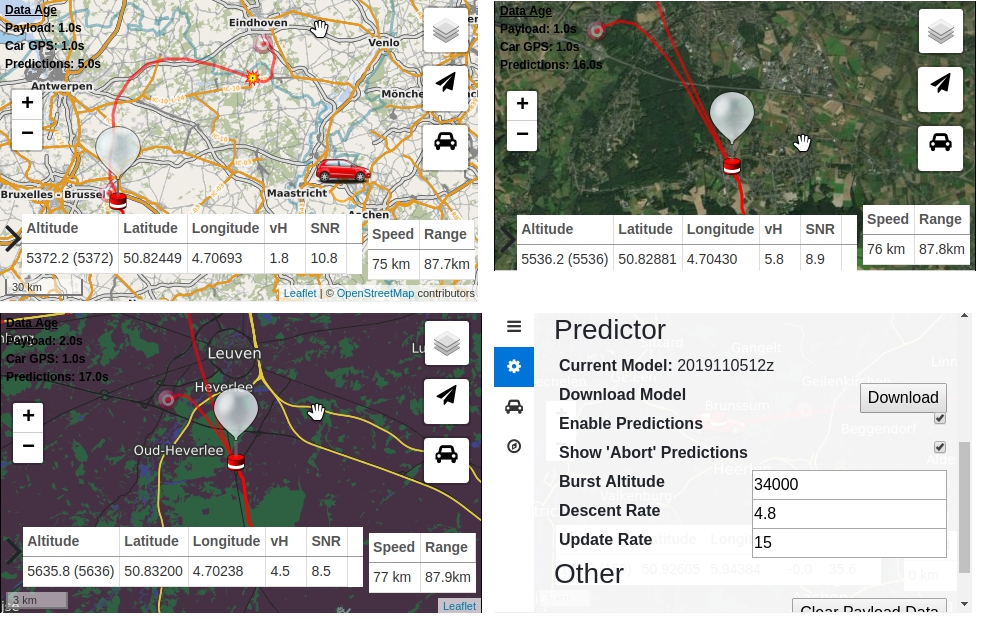 Data Age
Payload: 1.0s
Car GPS: 1.0s
Predictions: 5.0s
Eindhoven
Venlo
Antwerpen
Bruxelles - Brussel
Maastricht
Aachen
+
−
Altitude Latitude Longitude vH SNR
5372.2 (5372) 50.82449 4.70693 1.8 10.8
Speed Range
75 km 87.7km
30 km
Leaflet | © OpenStreetMap contributors
Data Age
Payload: 1.0s
Car GPS: 1.0s
Predictions: 16.0s
+
−
Altitude Latitude Longitude vH SNR
5536.2 (5536) 50.82881 4.70430 5.8 8.9
Speed Range
76 km 87.8km
Data Age
Payload: 2.0s
Car GPS: 1.0s
Predictions: 17.0s
Leuven
Heverlee
Oud-Heverlee
+
−
Altitude Latitude Longitude vH SNR
5635.8 (5636) 50.83200 4.70238 4.5 8.5
Speed Range
77 km 87.9km
3 km
Leaflet
Predictor
Current Model: 2019110512z
Download Model Download
Enable Predictions
Show 'Abort' Predictions
Burst Altitude 34000
Descent Rate 4.8
Update Rate 15
Other
Clear Payload Data